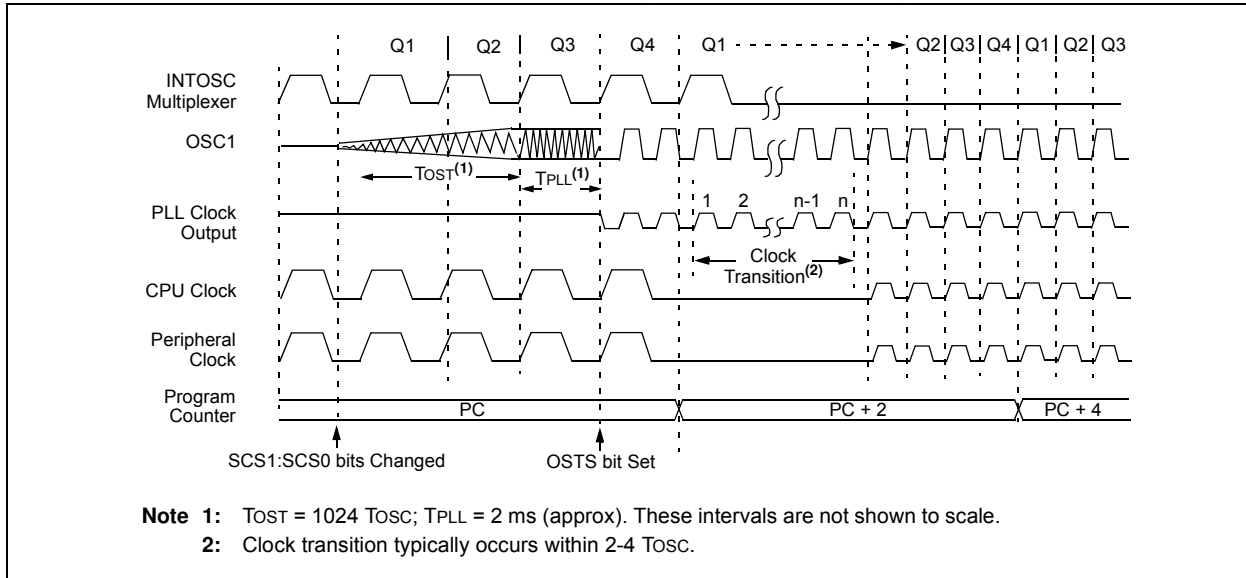 Q1 Q2 Q3 Q4 Q1 Q2 Q3 Q4 Q1 Q2 Q3
INTOSC
Multiplexer
OSC1
TOST(1)
TPLL(1)
PLL Clock
Output
1 2 n-1 n
Clock
Transition(2)
CPU Clock
Peripheral
Clock
Program
Counter
PC PC + 2 PC + 4
SCS1:SCS0 bits Changed OSTS bit Set
Note 1: TOST = 1024 TOSC; TPLL = 2 ms (approx). These intervals are not shown to scale.
2: Clock transition typically occurs within 2-4 TOSC.